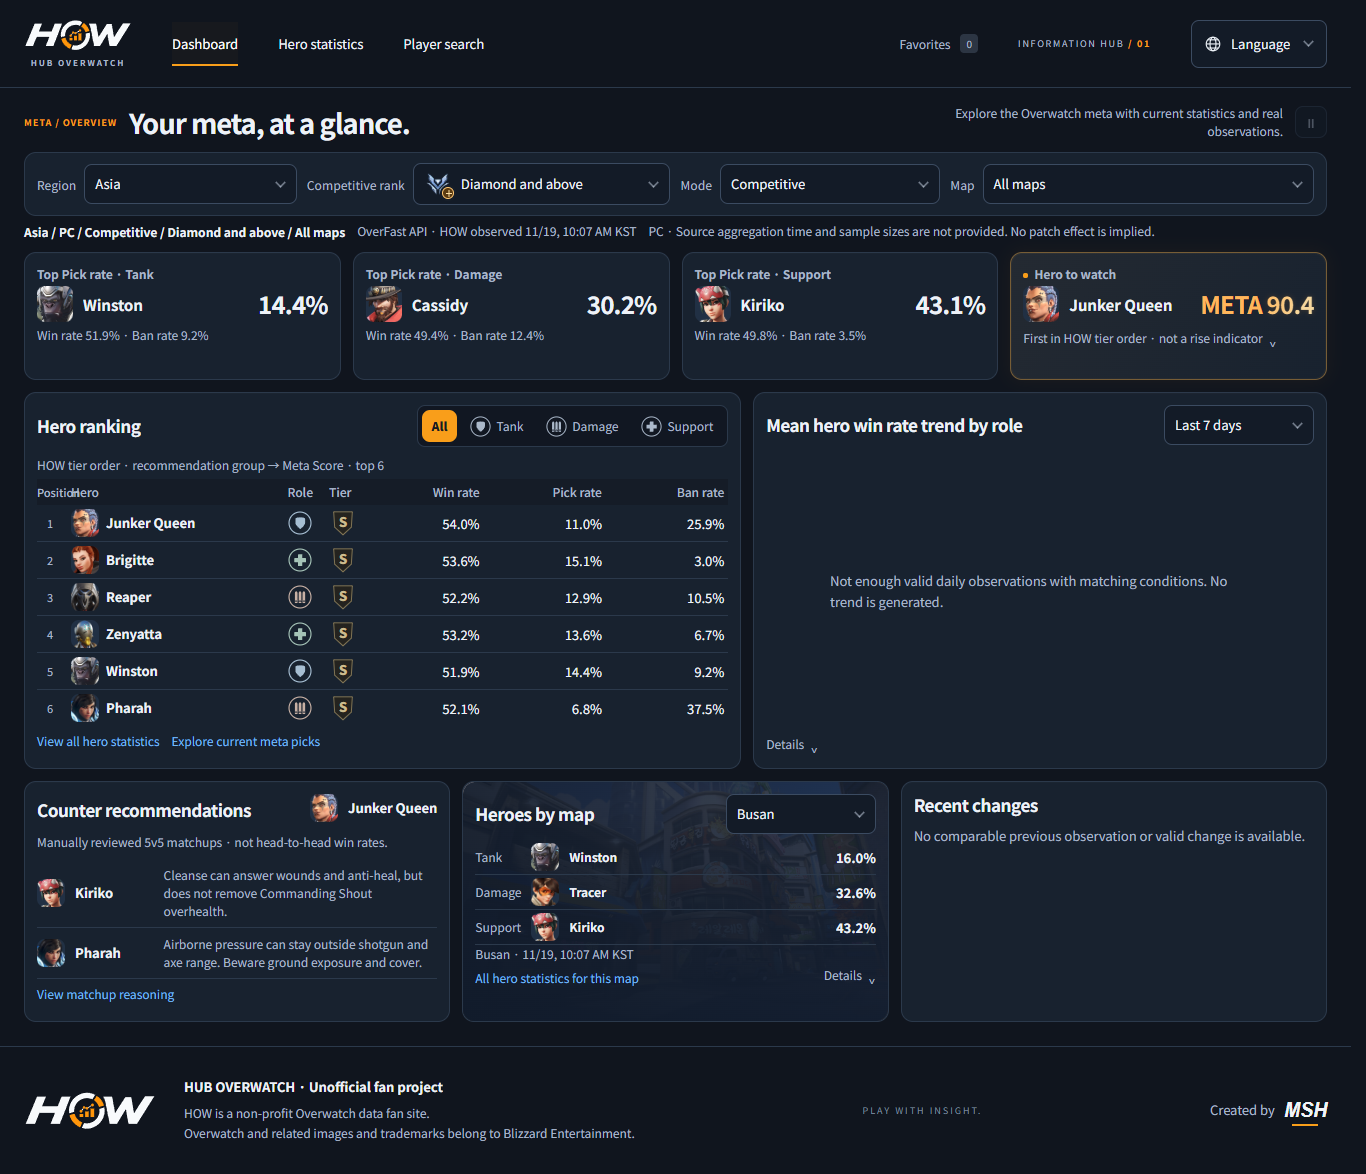 HOW
HUB OVERWATCH
Dashboard
Hero statistics
Player search
Favorites 0
INFORMATION HUB / 01
Language
META / OVERVIEW
Your meta, at a glance.
Explore the Overwatch meta with current statistics and real
observations.
Region
Asia
Competitive rank
Diamond and above
Mode
Competitive
Map
All maps
Asia / PC / Competitive / Diamond and above / All maps
OverFast API · HOW observed 11/19, 10:07 AM KST
PC · Source aggregation time and sample sizes are not provided. No patch effect is implied.
Top Pick rate · Tank
Winston 14.4%
Win rate 51.9% · Ban rate 9.2%
Top Pick rate · Damage
Cassidy 30.2%
Win rate 49.4% · Ban rate 12.4%
Top Pick rate · Support
Kiriko 43.1%
Win rate 49.8% · Ban rate 3.5%
Hero to watch
Junker Queen META 90.4
First in HOW tier order · not a rise indicator
Hero ranking
All Tank Damage Support
HOW tier order · recommendation group → Meta Score · top 6
Position Hero Role Tier Win rate Pick rate Ban rate
1 Junker Queen S 54.0% 11.0% 25.9%
2 Brigitte S 53.6% 15.1% 3.0%
3 Reaper S 52.2% 12.9% 10.5%
4 Zenyatta S 53.2% 13.6% 6.7%
5 Winston S 51.9% 14.4% 9.2%
6 Pharah S 52.1% 6.8% 37.5%
View all hero statistics Explore current meta picks
Mean hero win rate trend by role
Last 7 days
Not enough valid daily observations with matching conditions. No
trend is generated.
Details
Counter recommendations
Junker Queen
Manually reviewed 5v5 matchups · not head-to-head win rates.
Kiriko
Cleanse can answer wounds and anti-heal, but
does not remove Commanding Shout
overhealth.
Pharah
Airborne pressure can stay outside shotgun and
axe range. Beware ground exposure and cover.
View matchup reasoning
Heroes by map
Busan
Tank Winston 16.0%
Damage Tracer 32.6%
Support Kiriko 43.2%
Busan · 11/19, 10:07 AM KST
All hero statistics for this map
Details
Recent changes
No comparable previous observation or valid change is available.
HOW
HUB OVERWATCH · Unofficial fan project
HOW is a non-profit Overwatch data fan site.
Overwatch and related images and trademarks belong to Blizzard Entertainment.
PLAY WITH INSIGHT.
Created by MSH